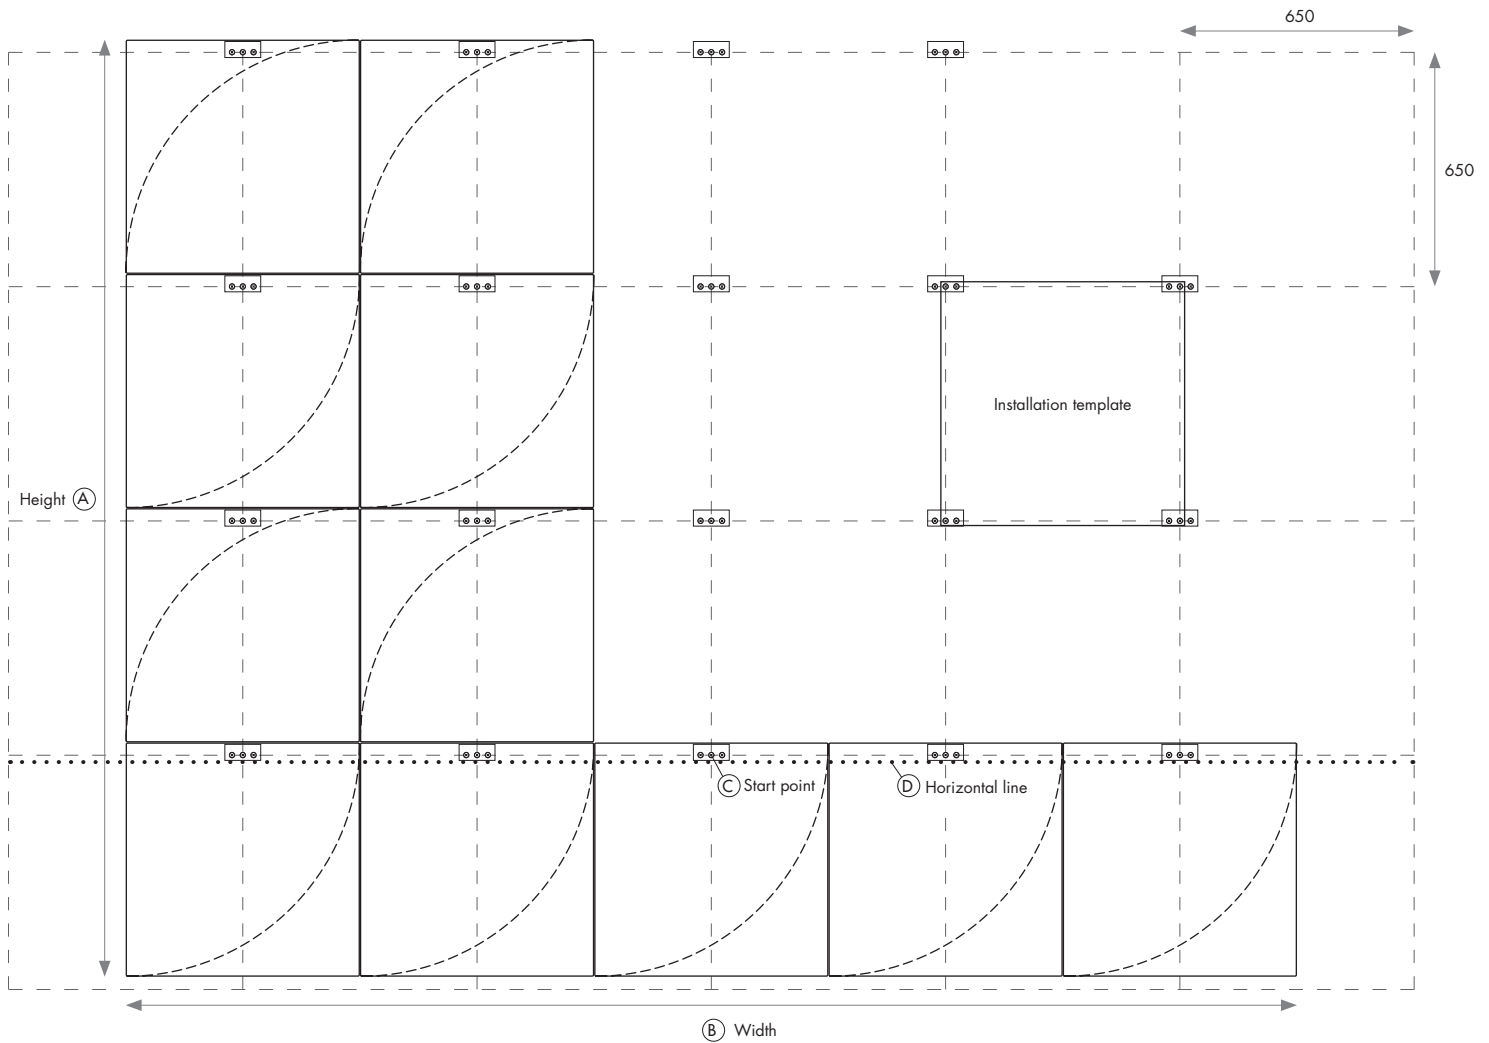 650
650
Installation template
Height A
C Start point
D Horizontal line
B Width